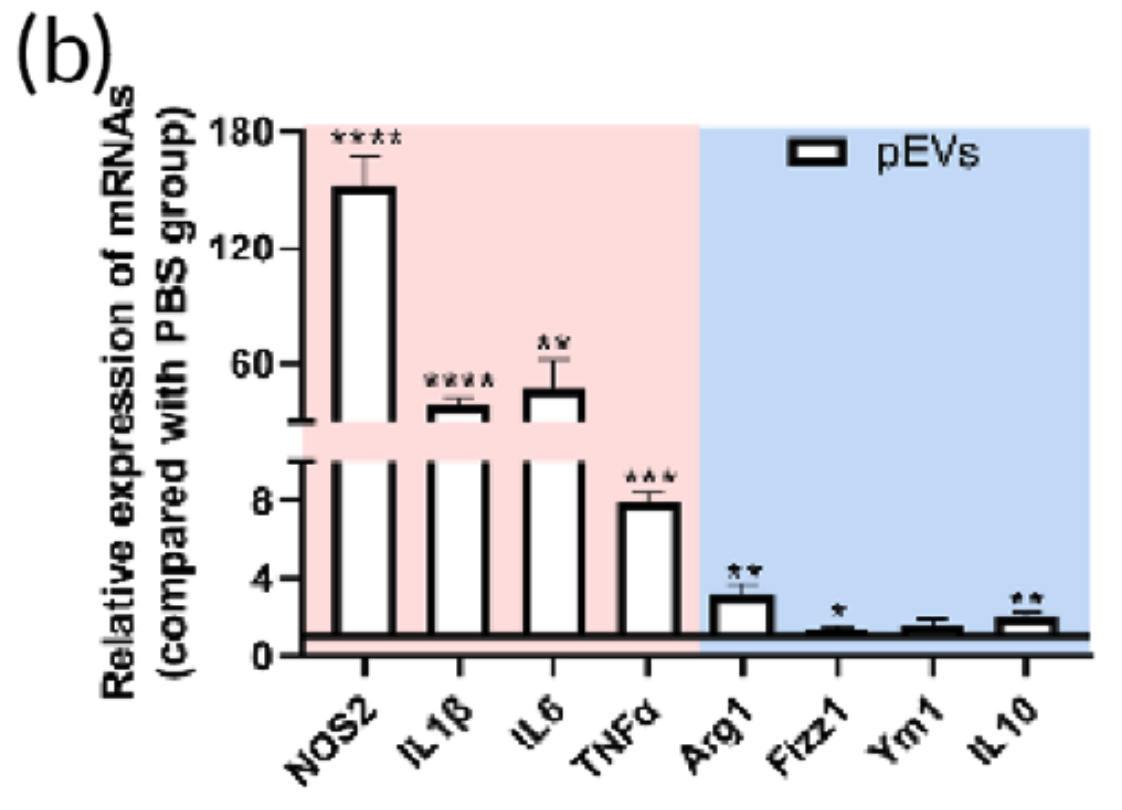 (b)
Relative expression of mRNAs
(compared with PBS group)
180
120
60
8
4
0
pEVs
****
****
**
***
**
*
**
NOS2
IL1β
IL6
TNFα
Arg1
Fizz1
Ym1
IL10